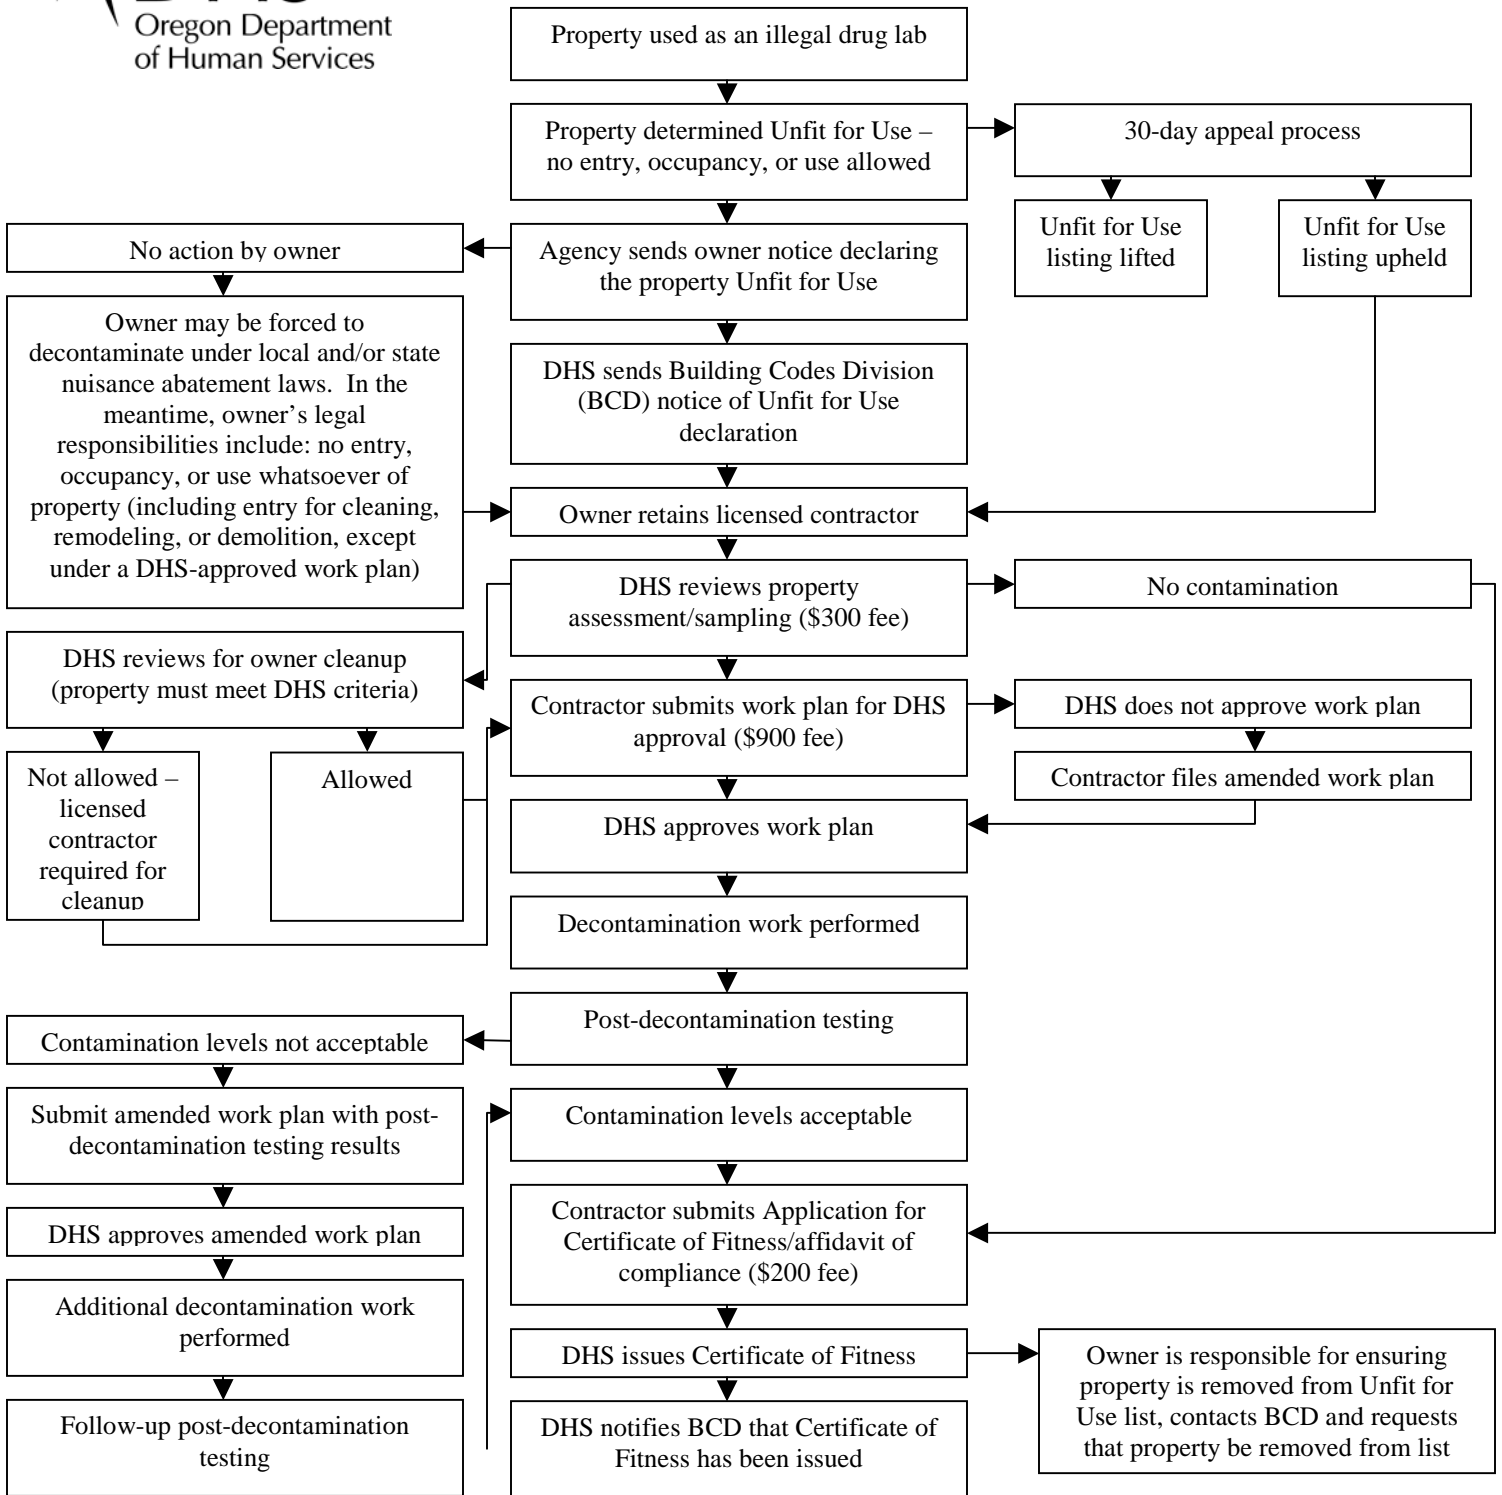 Oregon Department
of Human Services
Property used as an illegal drug lab
Property determined Unfit for Use –
no entry, occupancy, or use allowed
30-day appeal process
Unfit for Use
listing lifted
Unfit for Use
listing upheld
No action by owner
Agency sends owner notice declaring
the property Unfit for Use
Owner may be forced to
decontaminate under local and/or state
nuisance abatement laws. In the
meantime, owner’s legal
responsibilities include: no entry,
occupancy, or use whatsoever of
property (including entry for cleaning,
remodeling, or demolition, except
under a DHS-approved work plan)
DHS sends Building Codes Division
(BCD) notice of Unfit for Use
declaration
Owner retains licensed contractor
DHS reviews property
assessment/sampling ($300 fee)
No contamination
DHS reviews for owner cleanup
(property must meet DHS criteria)
Not allowed –
licensed
contractor
required for
cleanup
Allowed
Contractor submits work plan for DHS
approval ($900 fee)
DHS does not approve work plan
Contractor files amended work plan
DHS approves work plan
Decontamination work performed
Post-decontamination testing
Contamination levels not acceptable
Submit amended work plan with post-
decontamination testing results
DHS approves amended work plan
Additional decontamination work
performed
Follow-up post-decontamination
testing
Contamination levels acceptable
Contractor submits Application for
Certificate of Fitness/affidavit of
compliance ($200 fee)
DHS issues Certificate of Fitness
DHS notifies BCD that Certificate of
Fitness has been issued
Owner is responsible for ensuring
property is removed from Unfit for
Use list, contacts BCD and requests
that property be removed from list